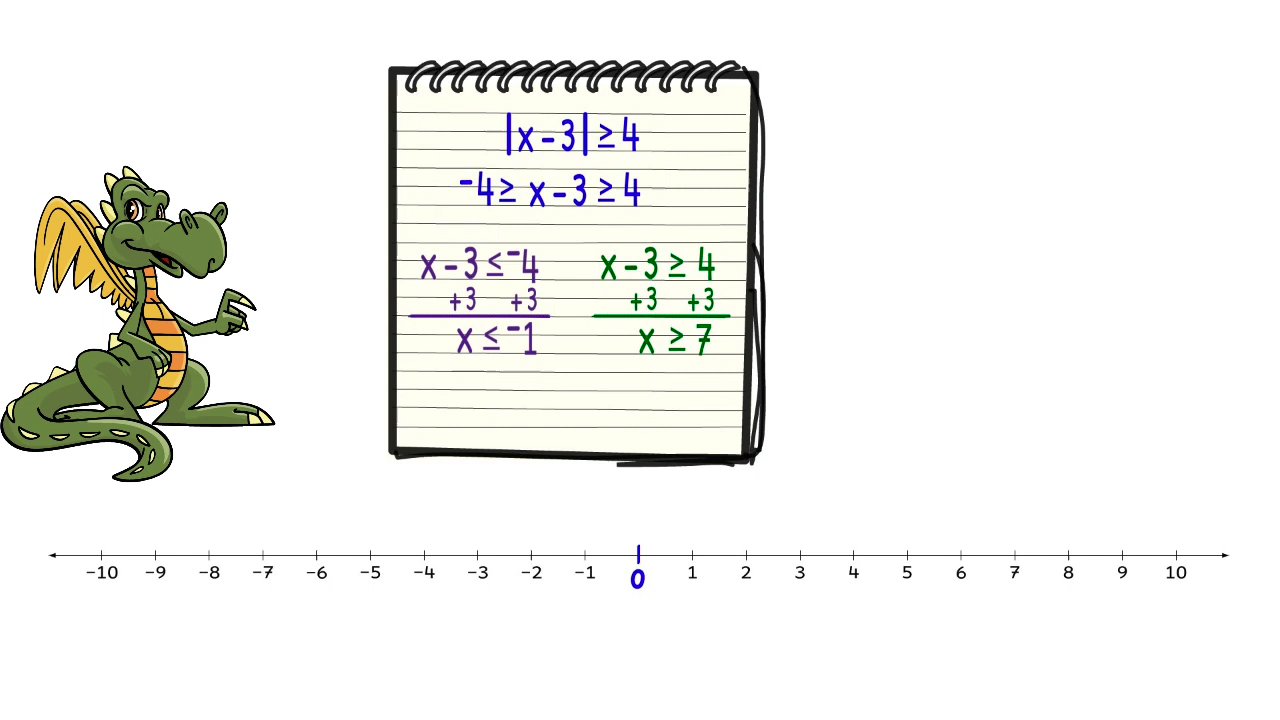 |x-3| ≥ 4
⁻4 ≥ x-3 ≥ 4
x-3 ≤ ⁻4 x-3 ≥ 4
+3 +3 +3 +3
x ≤ ⁻1 x ≥ 7
-10 -9 -8 -7 -6 -5 -4 -3 -2 -1 0 1 2 3 4 5 6 7 8 9 10